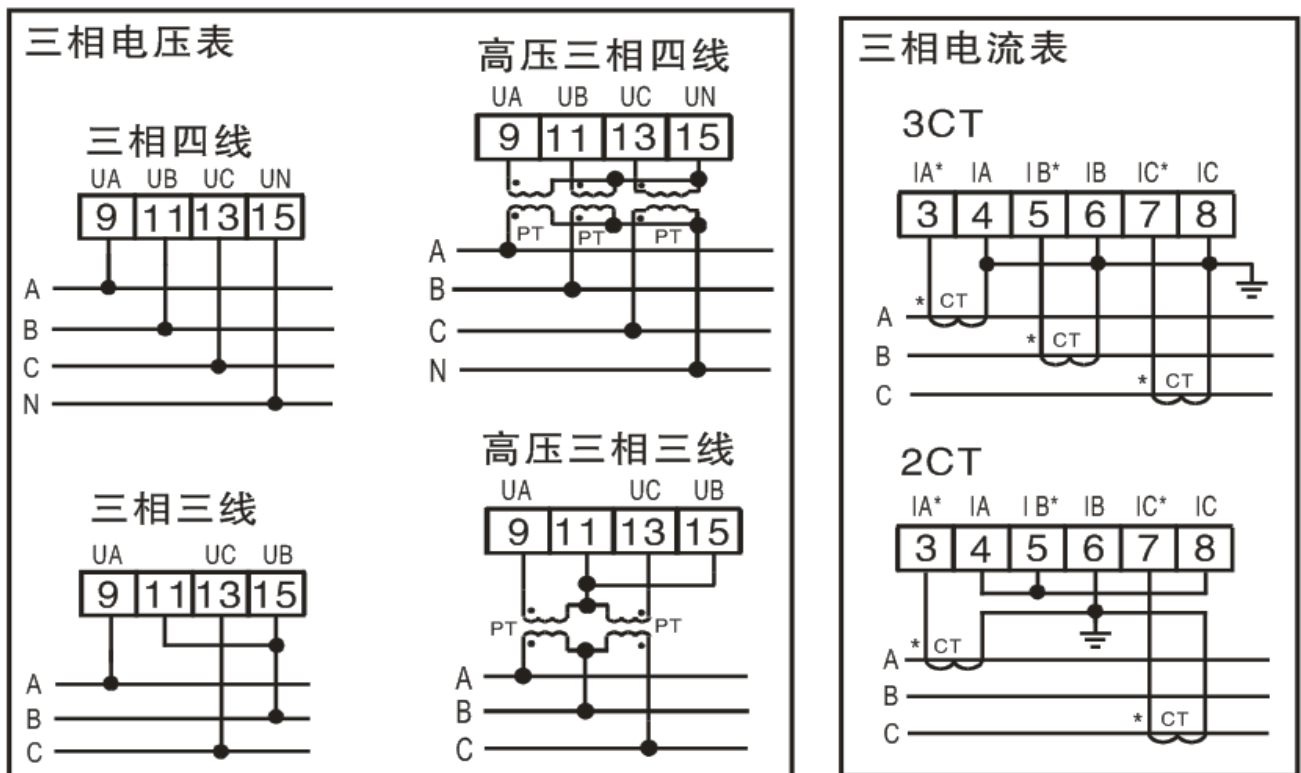 三相电压表
三相四线
UA UB UC UN
9 11 13 15
A
B
C
N
高压三相四线
UA UB UC UN
9 11 13 15
PT PT PT
A
B
C
N
三相三线
UA UC UB
9 11 13 15
A
B
C
高压三相三线
UA UC UB
9 11 13 15
PT PT
A
B
C
三相电流表
3CT
IA* IA IB* IB IC* IC
3 4 5 6 7 8
* CT
A
* CT
B
* CT
C
2CT
IA* IA IB* IB IC* IC
3 4 5 6 7 8
* CT
A
B
* CT
C